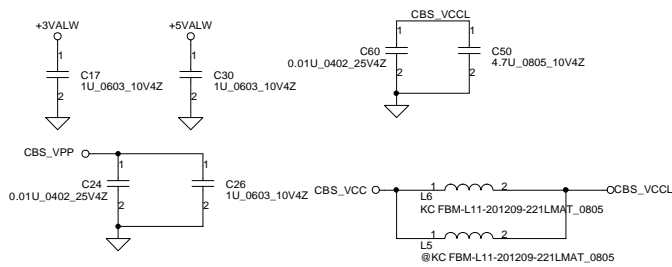 +3VALW
1
C17
1U_0603_10V4Z
2
+5VALW
1
C30
1U_0603_10V4Z
2
CBS_VCCL
1
C60
0.01U_0402_25V4Z
2
1
C50
4.7U_0805_10V4Z
2
CBS_VPP
1
C24
0.01U_0402_25V4Z
2
1
C26
1U_0603_10V4Z
2
CBS_VCC
1 2
L6
KC FBM-L11-201209-221LMAT_0805
CBS_VCCL
1 2
L5
@KC FBM-L11-201209-221LMAT_0805